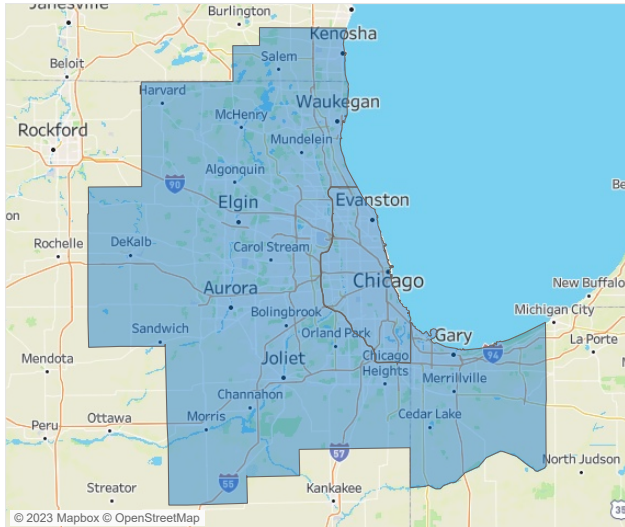 Janesville
Burlington
Kenosha
Beloit
Salem
Harvard
Waukegan
McHenry
Rockford
Mundelein
Algonquin
90
Elgin
Evanston
on
Rochelle
DeKalb
Carol Stream
Be
Chicago
New Buffalo
Aurora
Bolingbrook
Michigan City
Sandwich
Orland Park
Gary
La Porte
Mendota
Joliet
Chicago
Heights
94
Merrillville
Channahon
Morris
Cedar Lake
Peru
Ottawa
57
North Judson
Streator
55
Kankakee
35
© 2023 Mapbox © OpenStreetMap